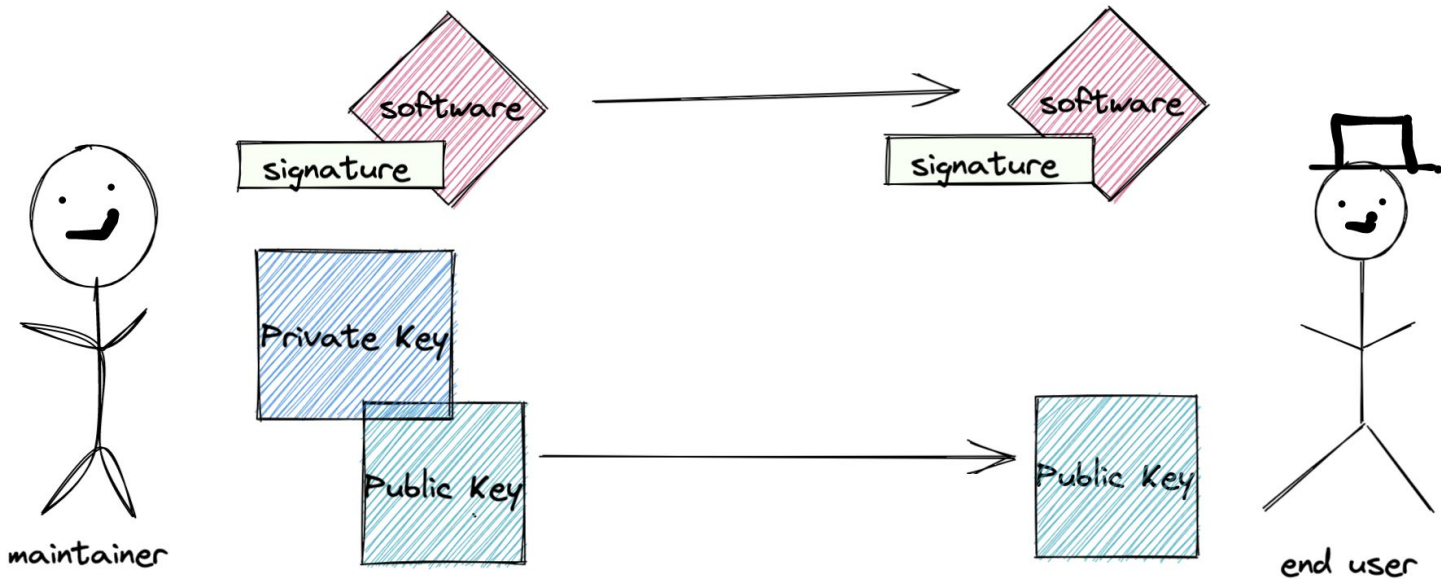 software
software
signature
signature
Private Key
Public Key
Public Key
maintainer
end user